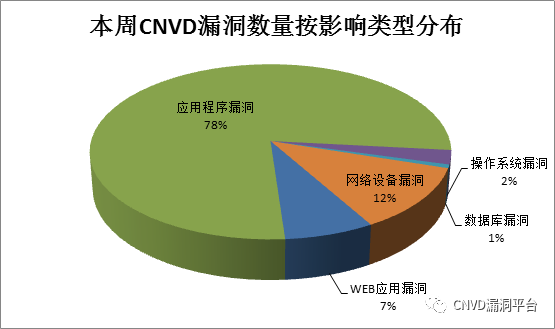 本周CNVD漏洞数量按影响类型分布
应用程序漏洞
78%
操作系统漏洞
2%
网络设备漏洞
12%
数据库漏洞
1%
WEB应用漏洞
7%
CNVD漏洞平台